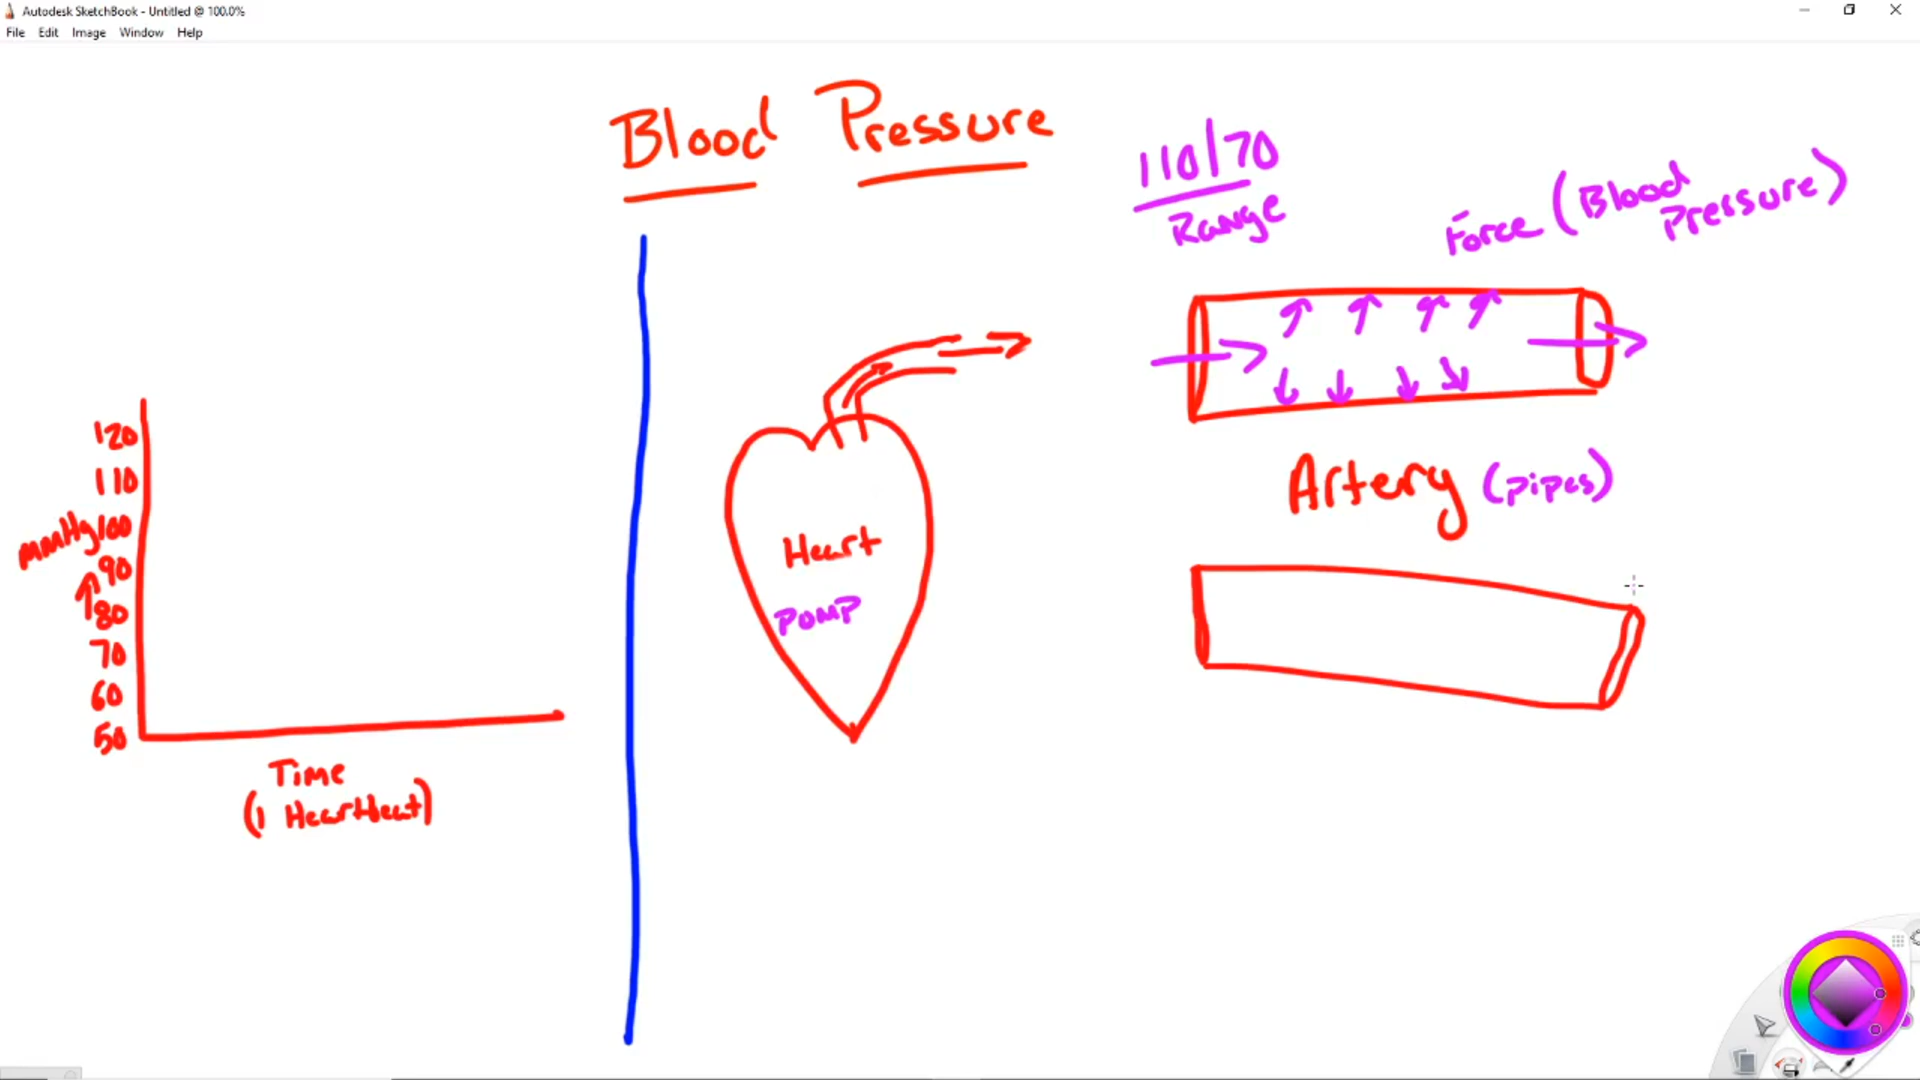 Autodesk SketchBook - Untitled @ 100.0%
File Edit Image Window Help
Blood Pressure
110/70
Range
Force (Blood
Pressure)
120
110
mmHg 100
90
80
70
60
50
Time
(1 Heartbeat)
Heart
Pomp
Artery (Pipes)